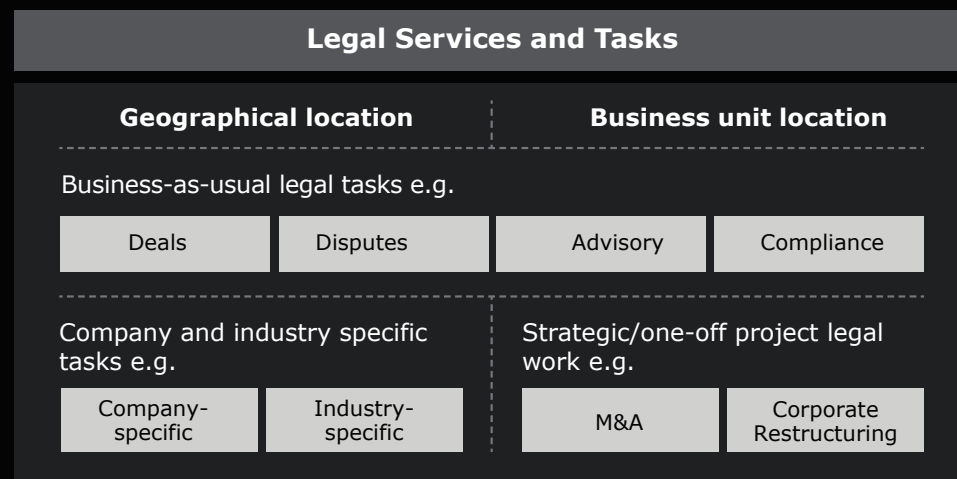 Legal Services and Tasks
Geographical location
Business unit location
Business-as-usual legal tasks e.g.
Deals
Disputes
Advisory
Compliance
Company and industry specific
tasks e.g.
Company-
specific
Industry-
specific
Strategic/one-off project legal
work e.g.
M&A
Corporate
Restructuring